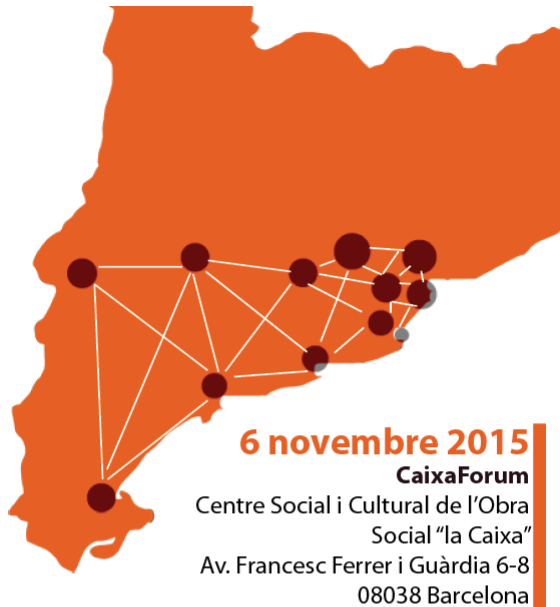 6 novembre 2015
CaixaForum
Centre Social i Cultural de l’Obra
Social “la Caixa”
Av. Francesc Ferrer i Guàrdia 6-8
08038 Barcelona